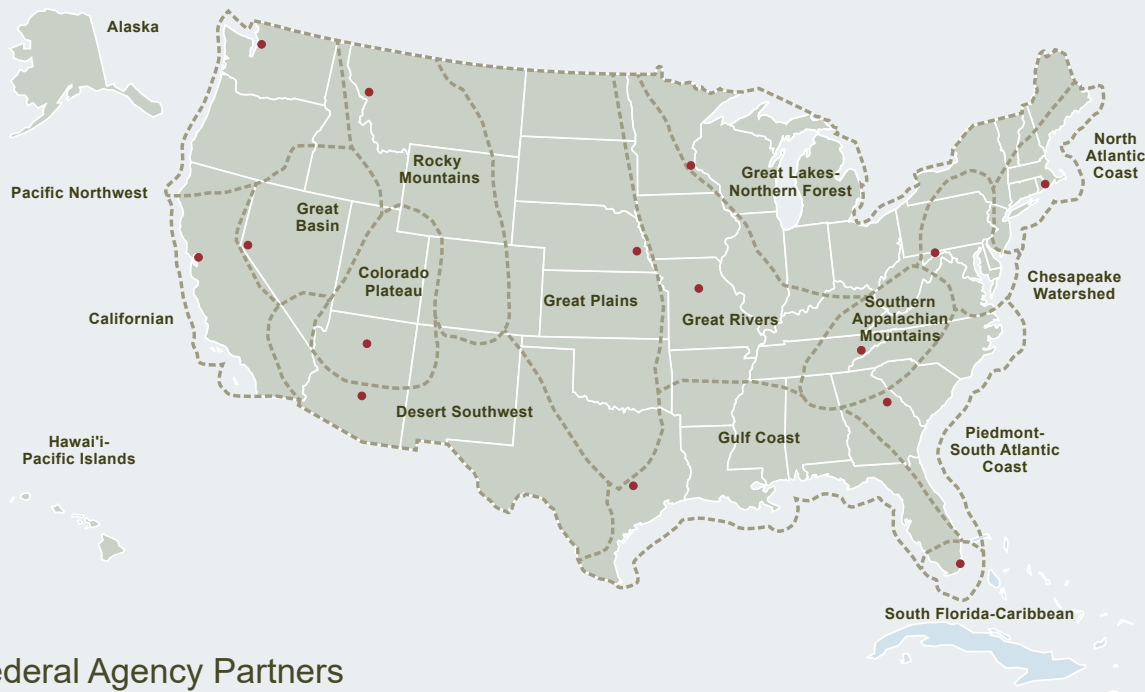 Alaska
North
Atlantic
Coast
Rocky
Mountains
Great Lakes-
Northern Forest
Pacific Northwest
Great
Basin
Colorado
Plateau
Chesapeake
Watershed
Great Plains
Southern
Appalachian
Mountains
Californian
Great Rivers
Desert Southwest
Hawai'i-
Pacific Islands
Gulf Coast
Piedmont-
South Atlantic
Coast
South Florida-Caribbean
ederal Agency Partners